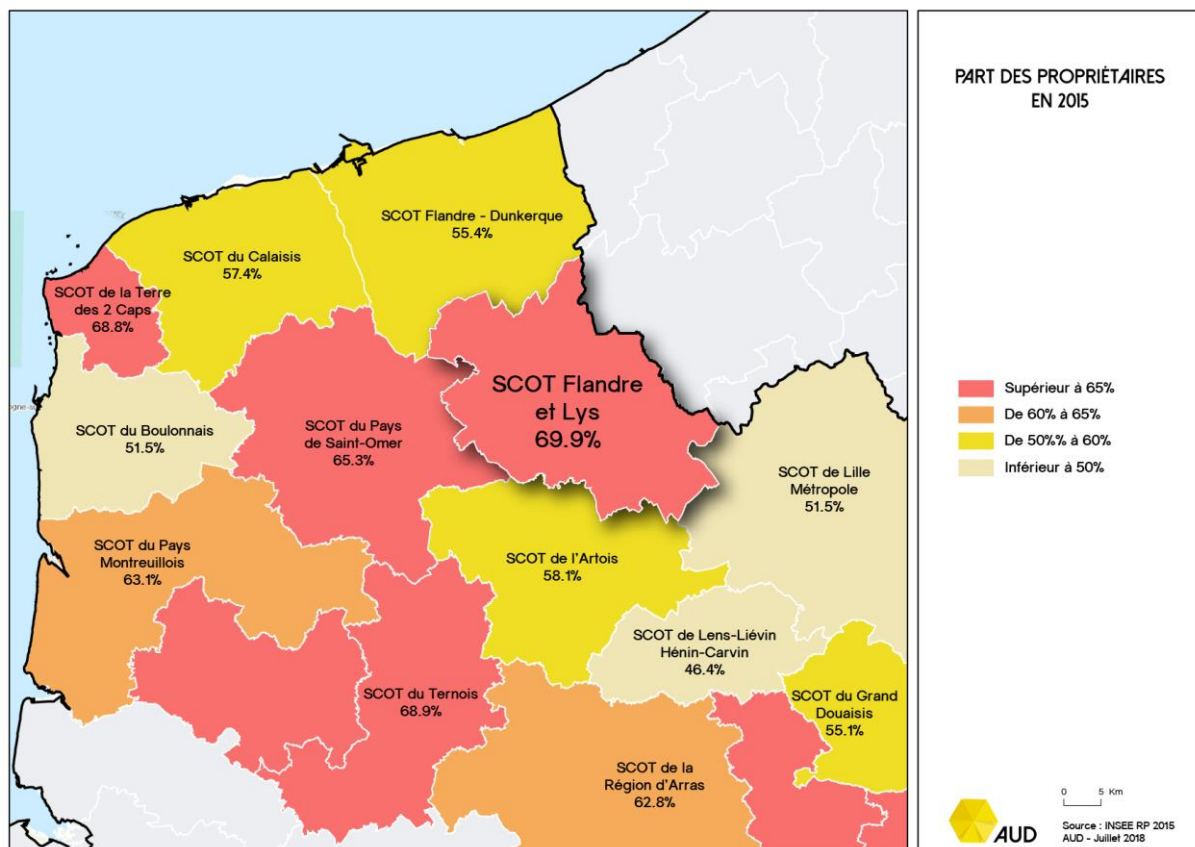 PART DES PROPRIÉTAIRES
EN 2015
SCOT Flandre - Dunkerque
55.4%
SCOT du Calaisis
57.4%
SCOT de la Terre
des 2 Caps
68.8%
SCOT Flandre
et Lys
69.9%
SCOT du Boulonnais
51.5%
SCOT du Pays
de Saint-Omer
65.3%
SCOT de Lille
Métropole
51.5%
SCOT du Pays
Montreuillois
63.1%
SCOT de l'Artois
58.1%
SCOT de Lens-Liévin
Hénin-Carvin
46.4%
SCOT du Ternois
68.9%
SCOT du Grand
Douaisis
55.1%
SCOT de la
Région d'Arras
62.8%
Supérieur à 65%
De 60% à 65%
De 50%% à 60%
Inférieur à 50%
0 5 Km
AUD
Source : INSEE RP 2015
AUD - Juillet 2018